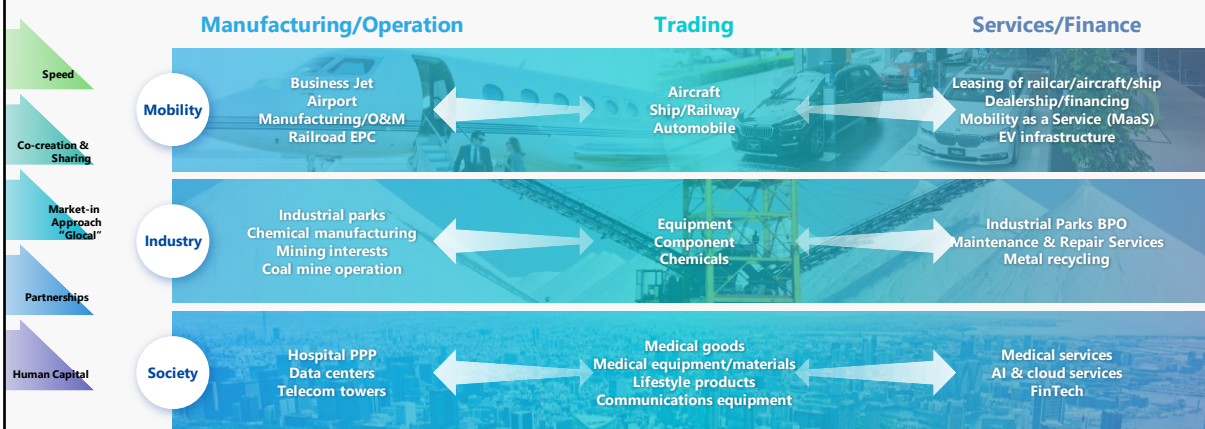 Manufacturing/Operation
Trading
Services/Finance
Speed
Co-creation &
Sharing
Market-in
Approach
“Glocal”
Partnerships
Human Capital
Mobility
Business Jet
Airport
Manufacturing/O&M
Railroad EPC
Aircraft
Ship/Railway
Automobile
Leasing of railcar/aircraft/ship
Dealership/financing
Mobility as a Service (MaaS)
EV infrastructure
Industry
Industrial parks
Chemical manufacturing
Mining interests
Coal mine operation
Equipment
Component
Chemicals
Industrial Parks BPO
Maintenance & Repair Services
Metal recycling
Society
Hospital PPP
Data centers
Telecom towers
Medical goods
Medical equipment/materials
Lifestyle products
Communications equipment
Medical services
AI & cloud services
FinTech